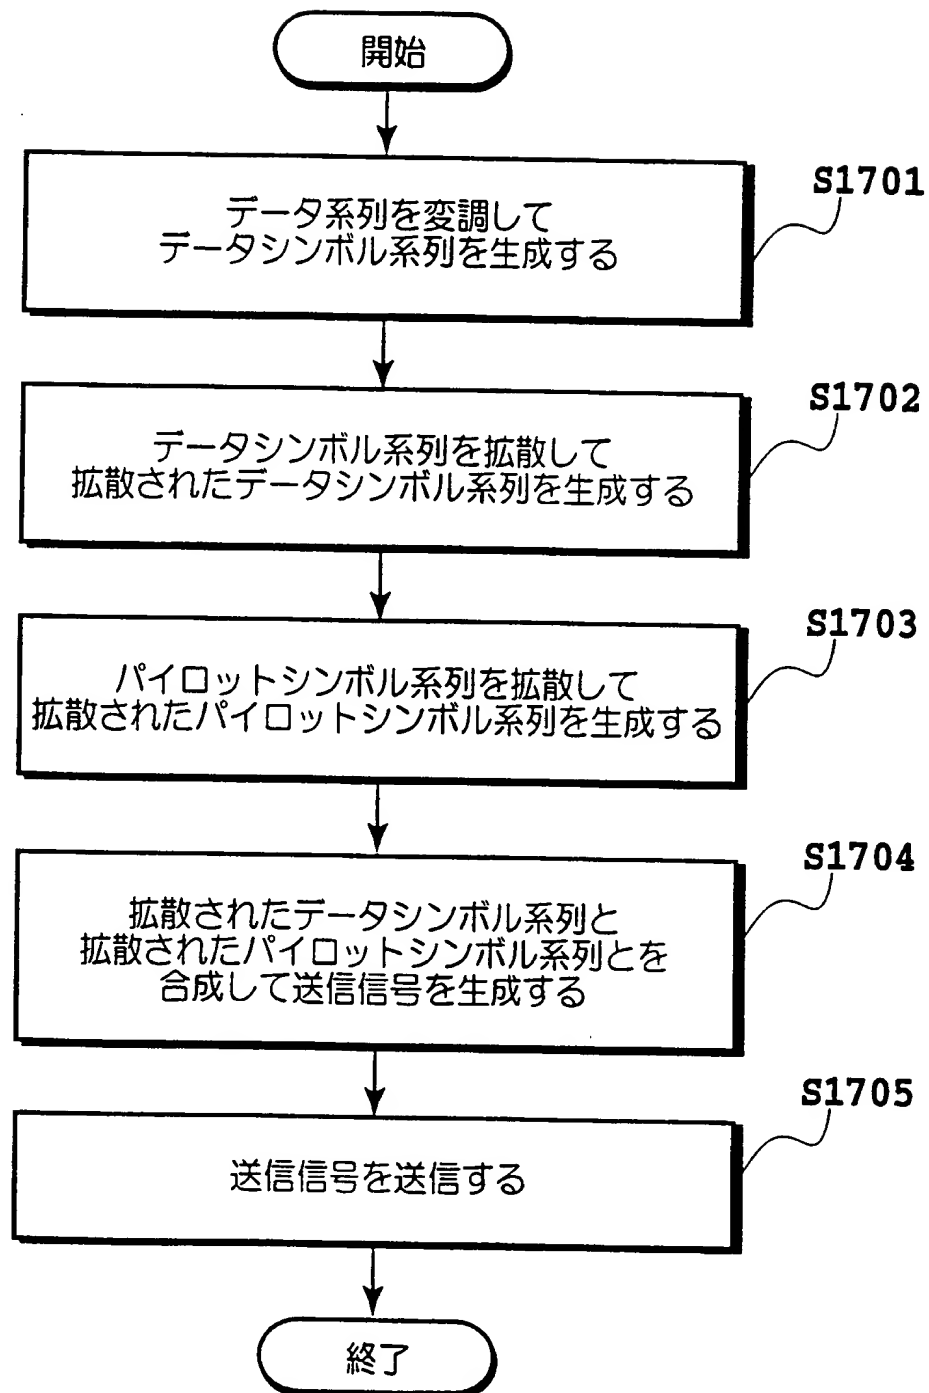 開始
S1701
データ系列を変調して
データシンボル系列を生成する
S1702
データシンボル系列を拡散して
拡散されたデータシンボル系列を生成する
S1703
パイロットシンボル系列を拡散して
拡散されたパイロットシンボル系列を生成する
S1704
拡散されたデータシンボル系列と
拡散されたパイロットシンボル系列とを
合成して送信信号を生成する
S1705
送信信号を送信する
終了